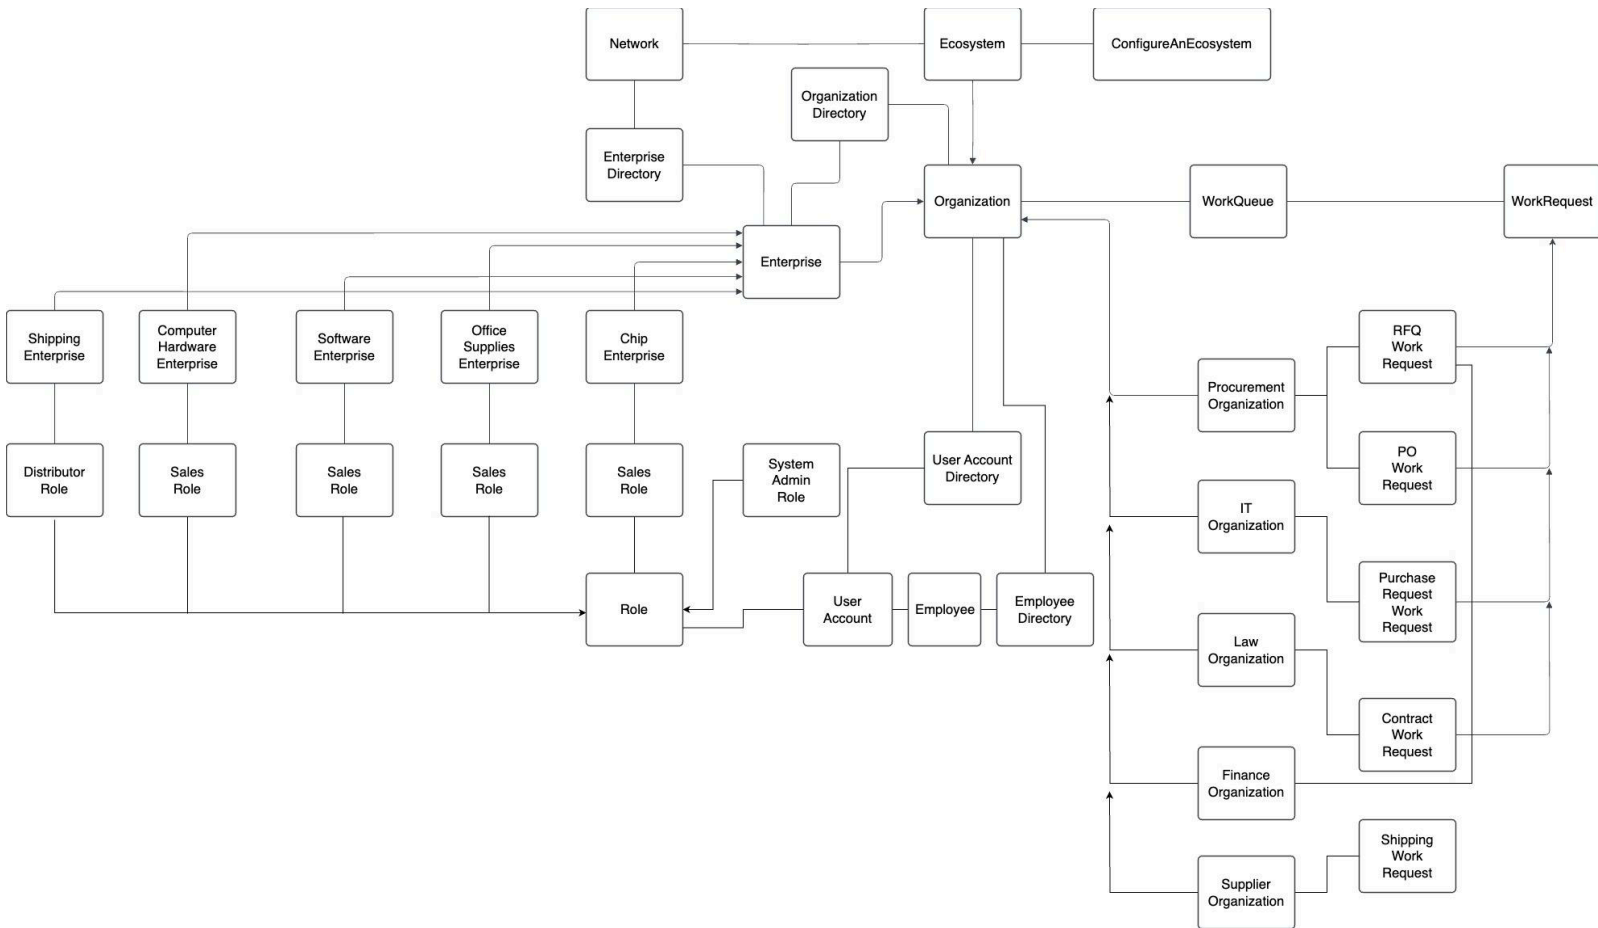 Network
Ecosystem
ConfigureAnEcosystem
Organization
Directory
Enterprise
Directory
Organization
WorkQueue
WorkRequest
Enterprise
Shipping
Enterprise
Computer
Hardware
Enterprise
Software
Enterprise
Office
Supplies
Enterprise
Chip
Enterprise
RFQ
Work
Request
Procurement
Organization
Distributor
Role
Sales
Role
Sales
Role
Sales
Role
Sales
Role
System
Admin
Role
User Account
Directory
PO
Work
Request
IT
Organization
Role
User
Account
Employee
Employee
Directory
Purchase
Request
Work
Request
Law
Organization
Contract
Work
Request
Finance
Organization
Shipping
Work
Request
Supplier
Organization